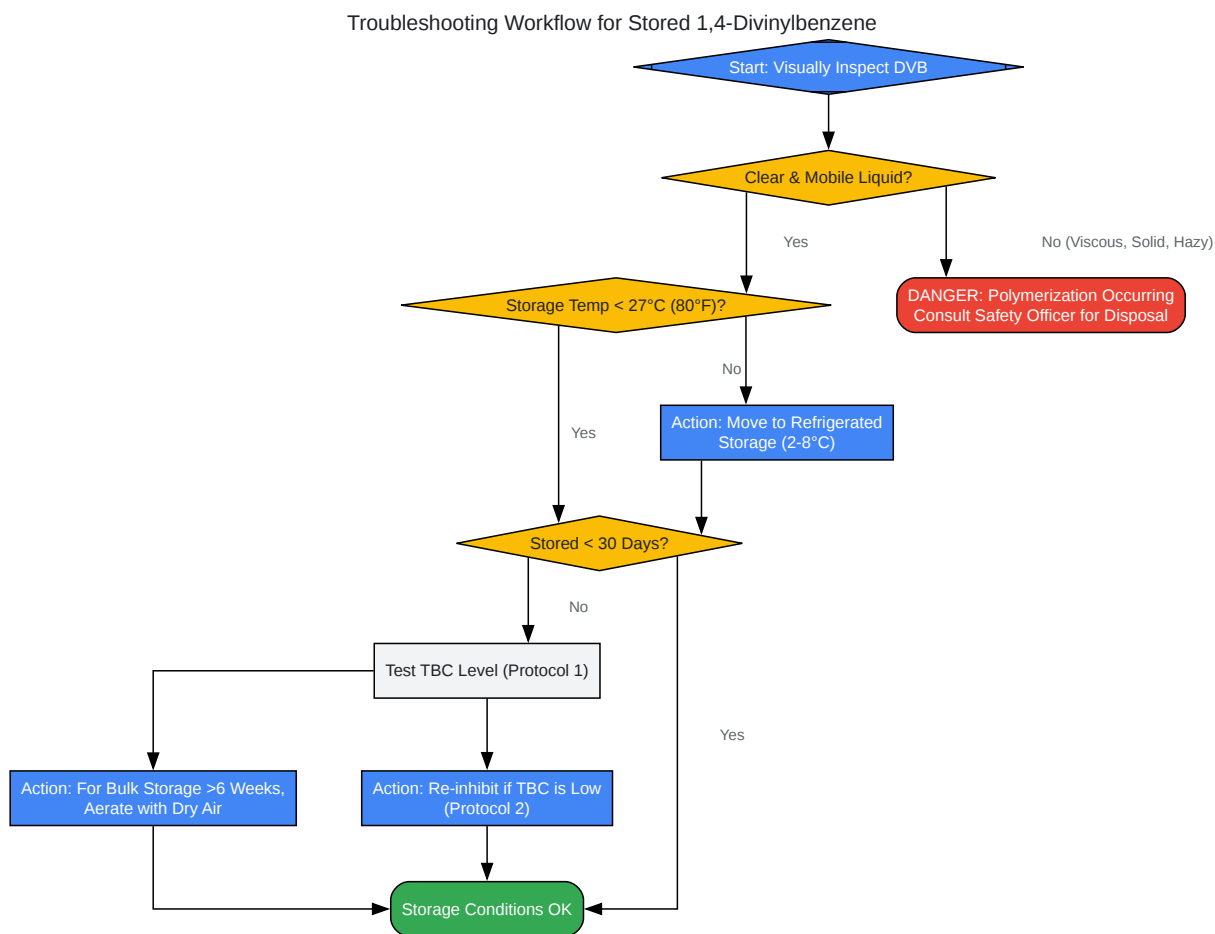 Troubleshooting Workflow for Stored 1,4-Divinylbenzene
Start: Visually Inspect DVB
Clear & Mobile Liquid?
Yes
No (Viscous, Solid, Hazy)
Storage Temp < 27°C (80°F)?
DANGER: Polymerization Occurring
Consult Safety Officer for Disposal
No
Action: Move to Refrigerated
Storage (2-8°C)
Yes
Stored < 30 Days?
No
Test TBC Level (Protocol 1)
Yes
Action: For Bulk Storage >6 Weeks,
Aerate with Dry Air
Action: Re-inhibit if TBC is Low
(Protocol 2)
Storage Conditions OK